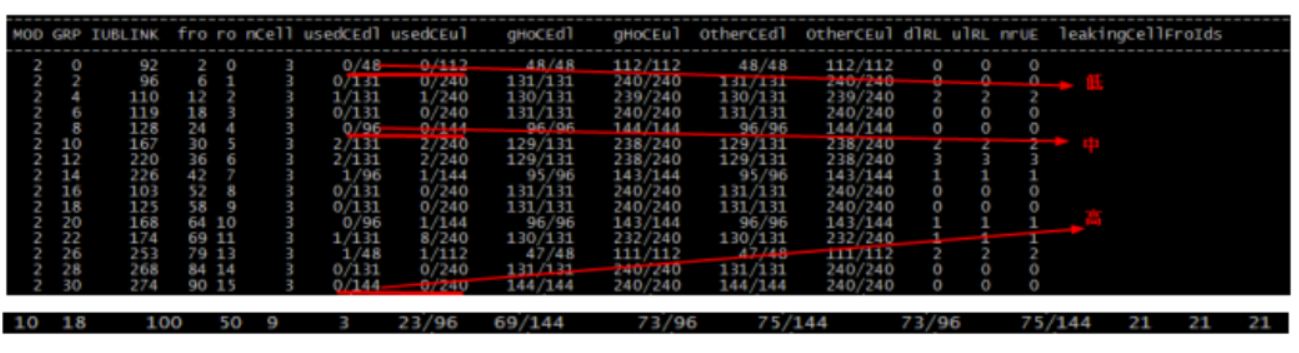 MOD GRP IUBLINK fro ro nCell usedCEdl usedCEul gHoCEdl gHoCEul OtherCEdl OtherCEul dlRL ulRL nrUE leakingCellFroIds
2 0 92 2 0 3 0/48 0/112 48/48 112/112 48/48 112/112 0 0 0
2 2 96 6 1 3 0/131 0/240 131/131 240/240 131/131 240/240 0 0 0 低
2 4 110 12 2 3 1/131 1/240 130/131 239/240 130/131 239/240 2 2 2
2 6 119 18 3 3 0/131 0/240 131/131 240/240 131/131 240/240 0 0 0
2 8 128 24 4 3 0/96 0/144 96/96 144/144 96/96 144/144 0 0 0
2 10 167 30 5 3 2/131 2/240 129/131 238/240 129/131 238/240 2 2 2 中
2 12 220 36 6 3 2/131 2/240 129/131 238/240 129/131 238/240 3 3 3
2 14 226 42 7 3 1/96 1/144 95/96 143/144 95/96 143/144 1 1 1
2 16 103 52 8 3 0/131 0/240 131/131 240/240 131/131 240/240 0 0 0
2 18 125 58 9 3 0/131 0/240 131/131 240/240 131/131 240/240 0 0 0
2 20 168 64 10 3 0/96 1/144 96/96 143/144 96/96 143/144 1 1 1 高
2 22 174 69 11 3 1/131 8/240 130/131 232/240 130/131 232/240 1 1 1
2 26 253 79 13 3 1/48 1/112 47/48 111/112 47/48 111/112 2 2 2
2 28 268 84 14 3 0/131 0/240 131/131 240/240 131/131 240/240 0 0 0
2 30 274 90 15 3 0/144 0/240 144/144 240/240 144/144 240/240 0 0 0
10 18 100 50 9 3 23/96 69/144 73/96 75/144 73/96 75/144 21 21 21